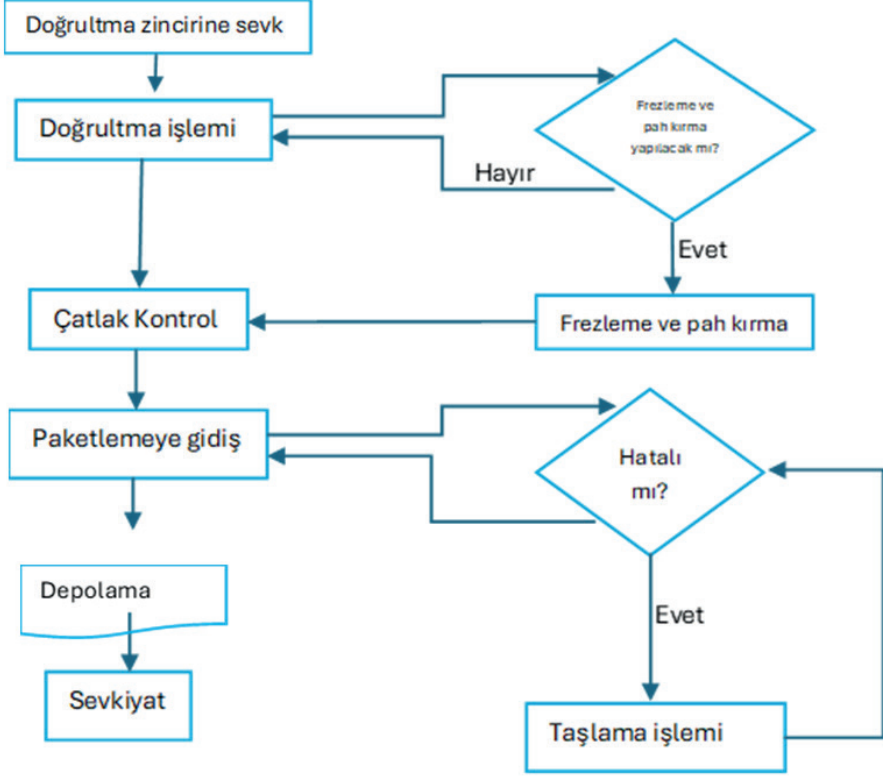 Doğrultma zincirine sevk
Doğrultma işlemi
Frezleme ve
pah kırma
yapılacak mı?
Hayır
Evet
Çatlak Kontrol
Frezleme ve pah kırma
Paketlemeye gidiş
Hatalı
mı?
Depolama
Evet
Sevkiyat
Taşlama işlemi